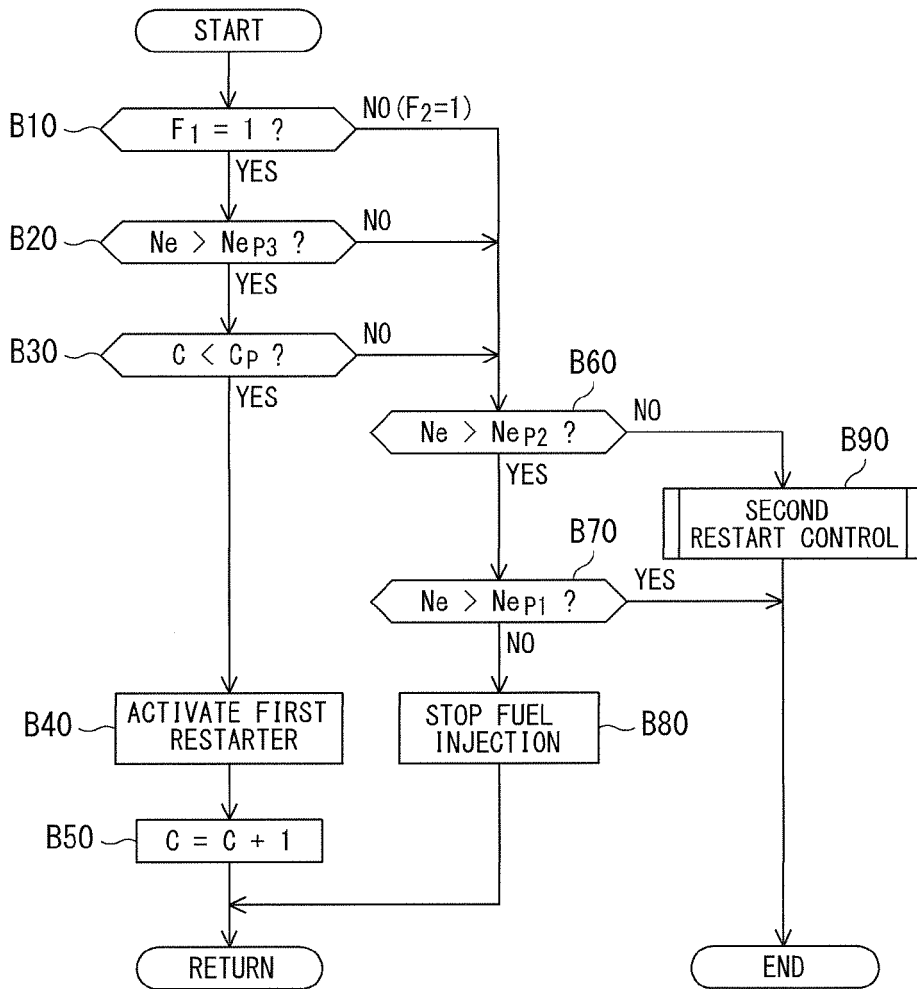 START
B10
F1 = 1 ?
NO (F2=1)
YES
B20
Ne > NeP3 ?
NO
YES
B30
C < CP ?
NO
YES
B60
Ne > NeP2 ?
NO
YES
B90
SECOND
RESTART CONTROL
B70
Ne > NeP1 ?
YES
NO
B40
ACTIVATE FIRST
RESTARTER
STOP FUEL
INJECTION
B80
B50
C = C + 1
RETURN
END